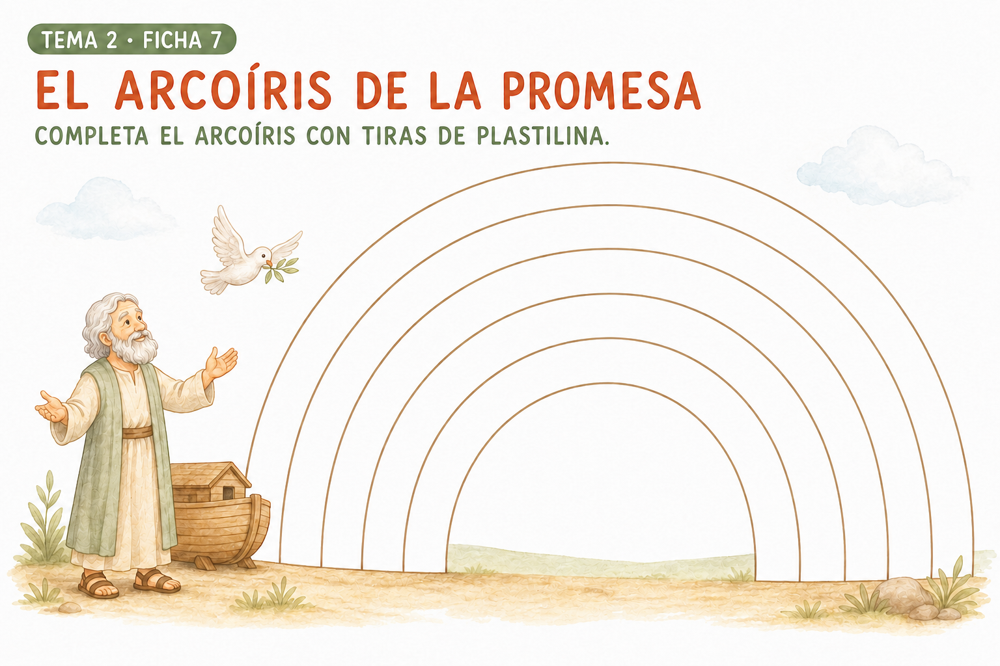 TEMA 2 • FICHA 7
EL ARCOÍRIS DE LA PROMESA
COMPLETA EL ARCOÍRIS CON TIRAS DE PLASTILINA.